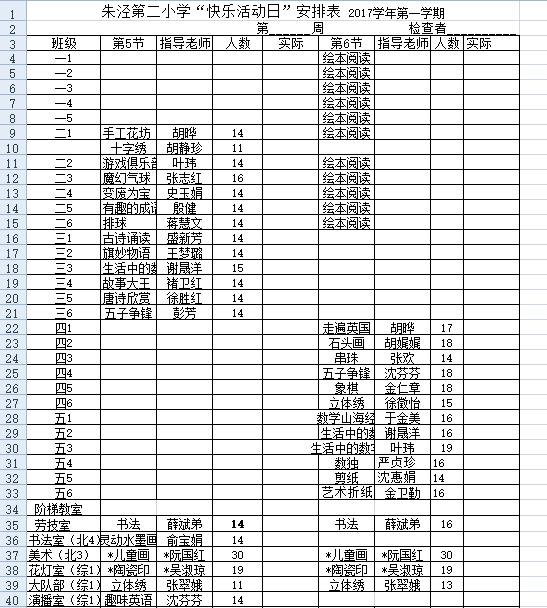 朱泾第二小学“快乐活动日”安排表 2017学年第一学期
第______周 检查者__________
班级 第5节 指导老师 人数 实际 第6节 指导老师 人数 实际
一1 绘本阅读
一2 绘本阅读
一3 绘本阅读
一4 绘本阅读
一5 绘本阅读
二1 手工花坊 胡晔 14 绘本阅读
十字绣 胡静珍 11
二2 游戏俱乐部 叶玮 14 绘本阅读
二3 魔幻气球 张志红 16 绘本阅读
二4 变废为宝 史玉娟 14 绘本阅读
二5 有趣的成语 殷健 14 绘本阅读
二6 排球 蒋慧文 14 绘本阅读
三1 古诗诵读 盛新芳 14
三2 旗妙物语 王梦璐 14
三3 生活中的数 谢晟洋 15
三4 故事大王 褚卫红 14
三5 唐诗欣赏 徐胜红 14
三6 五子争锋 彭芳 14
四1 走遍英国 胡晔 17
四2 石头画 胡娓娓 18
四3 串珠 张欢 14
四4 五子争锋 沈芬芬 18
四5 象棋 金仁章 18
四6 立体绣 徐徵怡 15
五1 数学山海经 于金美 16
五2 生活中的数 谢晟洋 16
五3 生活中的数 叶玮 19
五4 数独 严贞珍 16
五5 剪纸 沈惠娟 14
五6 艺术折纸 金卫勤 16
阶梯教室
劳技室 书法 薛斌弟 14 书法 薛斌弟 16
书法室（北4） 灵动水墨画 俞宝娟 14
美术（北3） *儿童画 *阮国红 30 *儿童画 *阮国红 30
花灯室（综1） *陶瓷印 *吴淑琼 19 *陶瓷印 *吴淑琼 19
大队部（综1） 立体绣 张翠娥 11 立体绣 张翠娥 13
演播室（综1） 趣味英语 沈芬芬 14